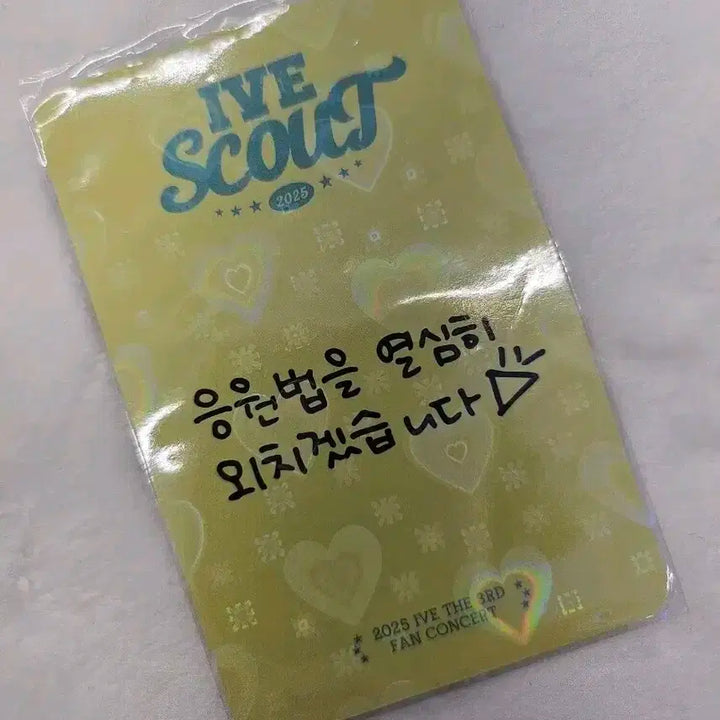 IVE
SCOUT
2025
응원법을 열심히
외치겠습니다
2025 IVE THE 3RD
FAN CONCERT